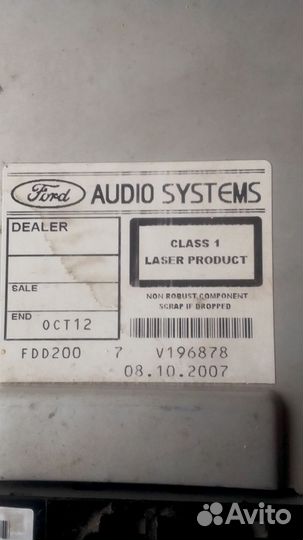 Ford AUDIO SYSTEMS
DEALER
CLASS 1
LASER PRODUCT
SALE
NON ROBUST COMPONENT
SCRAP IF DROPPED
END OCT12
FDD200 7 V196878
08.10.2007
Avito